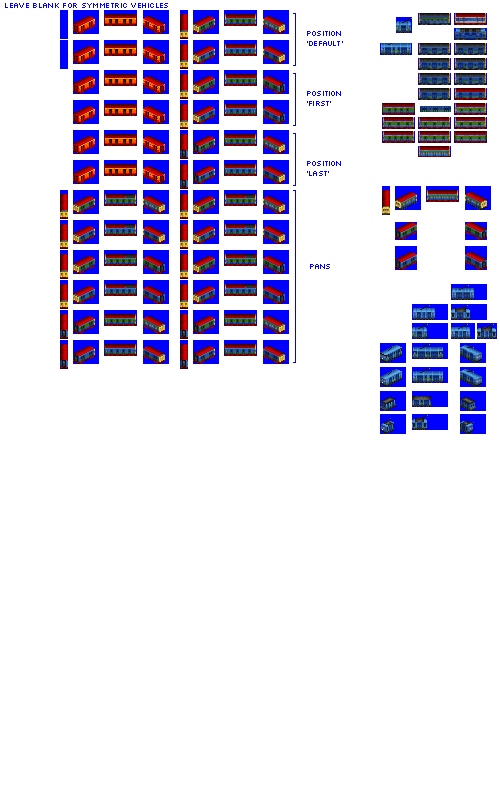 LEAVE BLANK FOR SYMMETRIC VEHICLES
POSITION
'DEFAULT'
POSITION
'FIRST'
POSITION
'LAST'
PANS